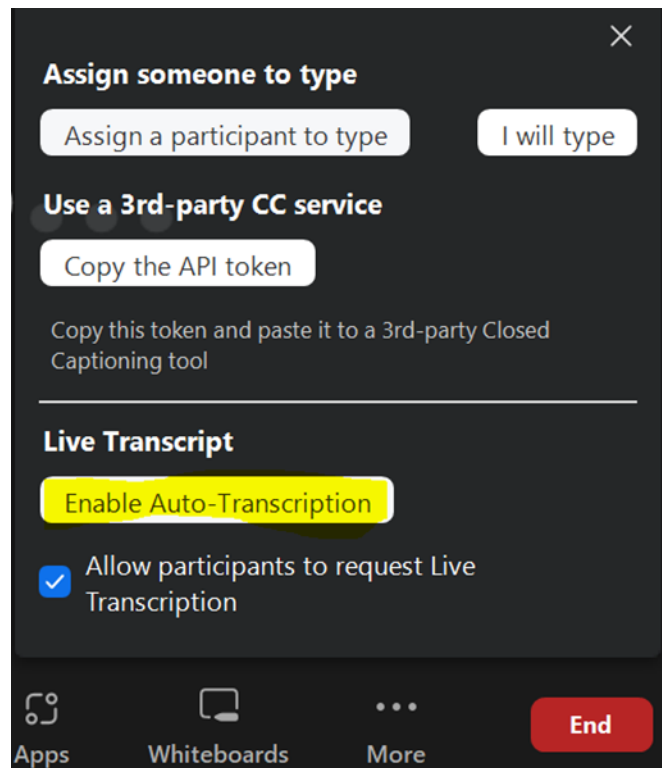 Assign someone to type
Assign a participant to type
I will type
Use a 3rd-party CC service
Copy the API token
Copy this token and paste it to a 3rd-party Closed
Captioning tool
Live Transcript
Enable Auto-Transcription
Allow participants to request Live
Transcription
Apps
Whiteboards
More
End